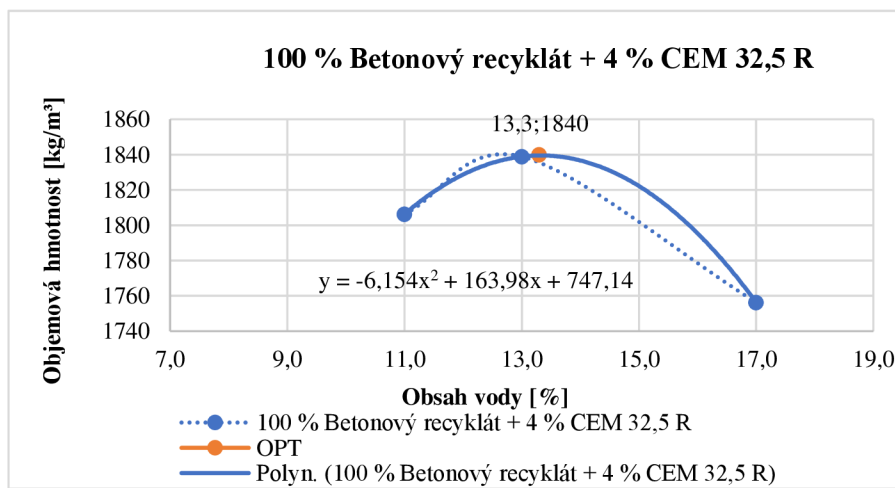 100 % Betonový recyklát + 4 % CEM 32,5 R
Objemová hmotnost [kg/m³]
1860
1840
1820
1800
1780
1760
1740
13,3;1840
y = -6,154x² + 163,98x + 747,14
7,0 9,0 11,0 13,0 15,0 17,0 19,0
Obsah vody [%]
100 % Betonový recyklát + 4 % CEM 32,5 R
OPT
Polyn. (100 % Betonový recyklát + 4 % CEM 32,5 R)